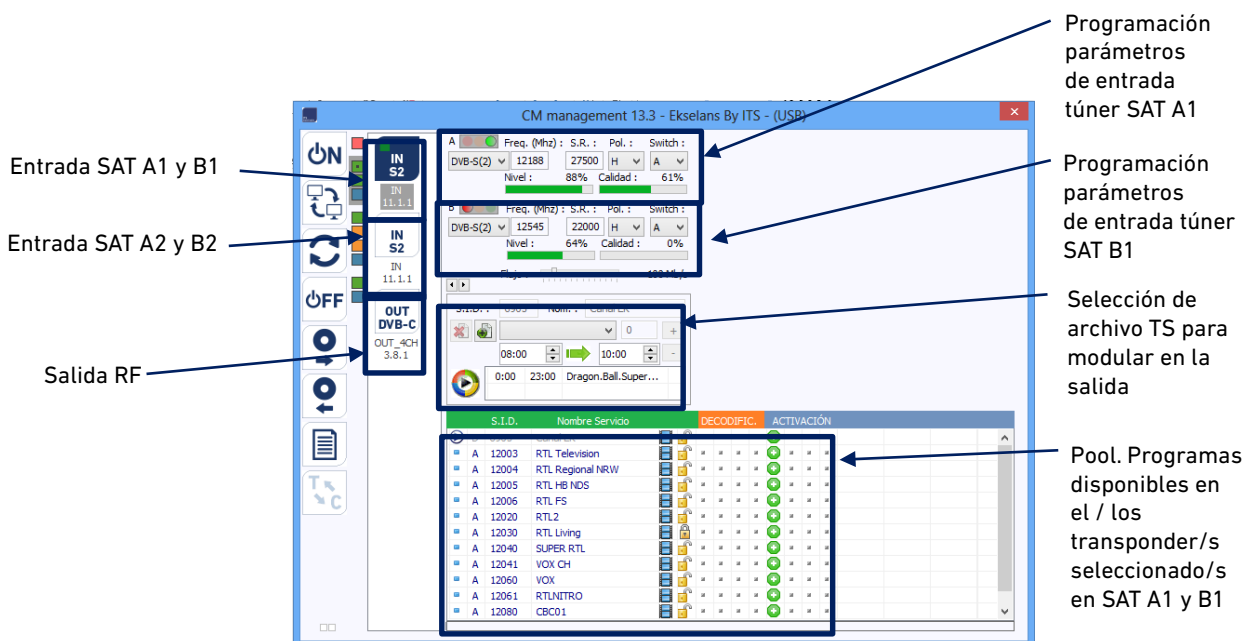 Programación
parámetros
de entrada
túner SAT A1
CM management 13.3 - Ekselans By ITS - (USB)
Entrada SAT A1 y B1
Entrada SAT A2 y B2
Salida RF
ON
OFF
T C
IN
S2
IN
11.1.1
IN
S2
IN
11.1.1
OUT
DVB-C
OUT_4CH
3.8.1
A Freq. (Mhz) : S.R. : Pol. : Switch :
DVB-S(2) 12188 27500 H A
Nivel : 88% Calidad : 61%
B Freq. (Mhz) : S.R. : Pol. : Switch :
DVB-S(2) 12545 22000 H A
Nivel : 64% Calidad : 0%
Programación
parámetros
de entrada túner
SAT B1
S.I.D. : Nom. :
0 +
08:00 10:00 -
0:00 23:00 Dragon.Ball.Super...
Selección de
archivo TS para
modular en la
salida
S.I.D. Nombre Servicio DECODIFIC. ACTIVACIÓN
A 12003 RTL Television
A 12004 RTL Regional NRW
A 12005 RTL HB NDS
A 12006 RTL FS
A 12020 RTL2
A 12030 RTL Living
A 12040 SUPER RTL
A 12041 VOX CH
A 12060 VOX
A 12061 RTLNITRO
A 12080 CBC01
Pool. Programas
disponibles en
el / los
transponder/s
seleccionado/s
en SAT A1 y B1